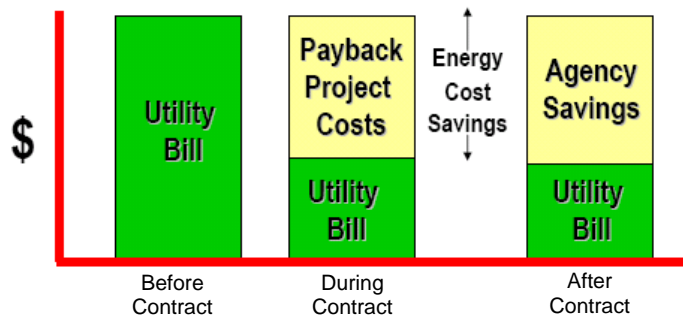 $
Utility
Bill
Payback
Project
Costs
Utility
Bill
Energy
Cost
Savings
Agency
Savings
Utility
Bill
Before
Contract
During
Contract
After
Contract